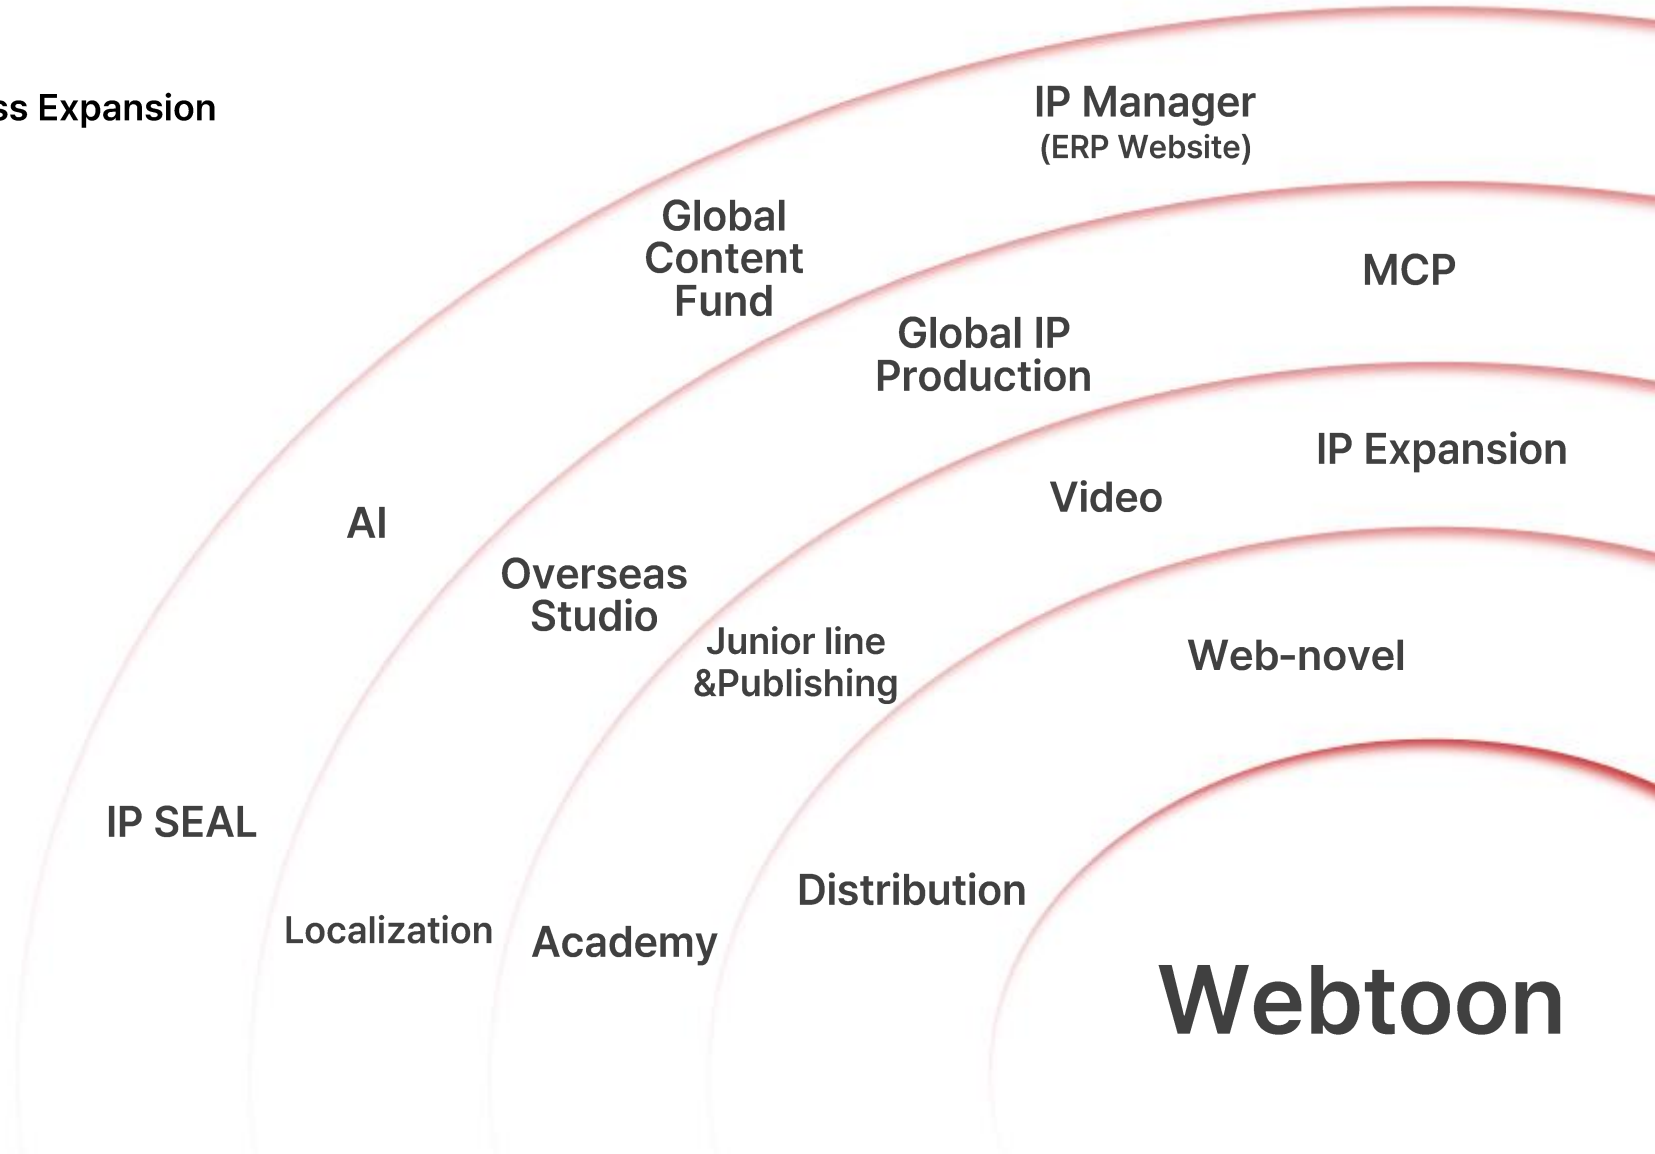 ss Expansion
IP Manager
(ERP Website)
Global
Content
Fund
MCP
Global IP
Production
IP Expansion
Video
AI
Overseas
Studio
Junior line
&Publishing
Web-novel
IP SEAL
Distribution
Localization
Academy
Webtoon